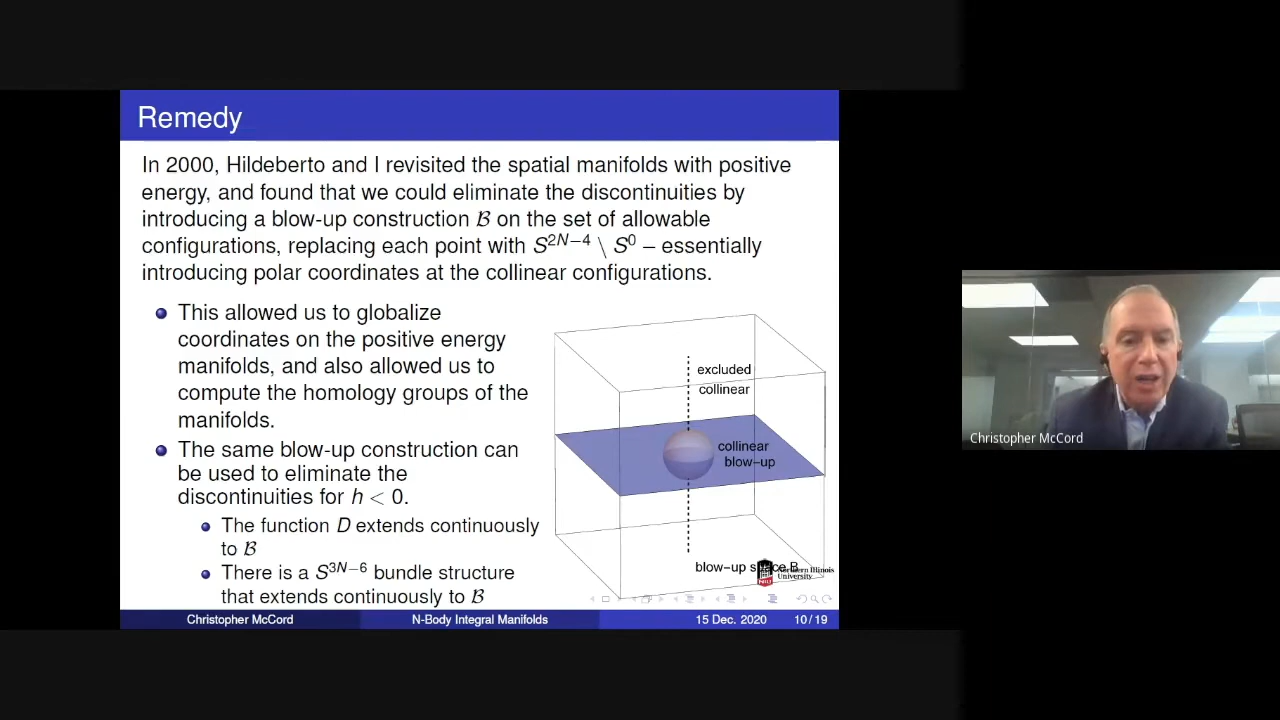 Remedy
In 2000, Hildeberto and I revisited the spatial manifolds with positive
energy, and found that we could eliminate the discontinuities by
introducing a blow-up construction ℬ on the set of allowable
configurations, replacing each point with S^{2N−4} \ S^0 – essentially
introducing polar coordinates at the collinear configurations.
This allowed us to globalize
coordinates on the positive energy
manifolds, and also allowed us to
compute the homology groups of the
manifolds.
The same blow-up construction can
be used to eliminate the
discontinuities for h < 0.
The function D extends continuously
to ℬ
There is a S^{3N−6} bundle structure
that extends continuously to ℬ
excluded
collinear
collinear
blow−up
blow−up space B
NIU
Northern Illinois
University
Christopher McCord
N-Body Integral Manifolds
15 Dec. 2020
10/19
Christopher McCord